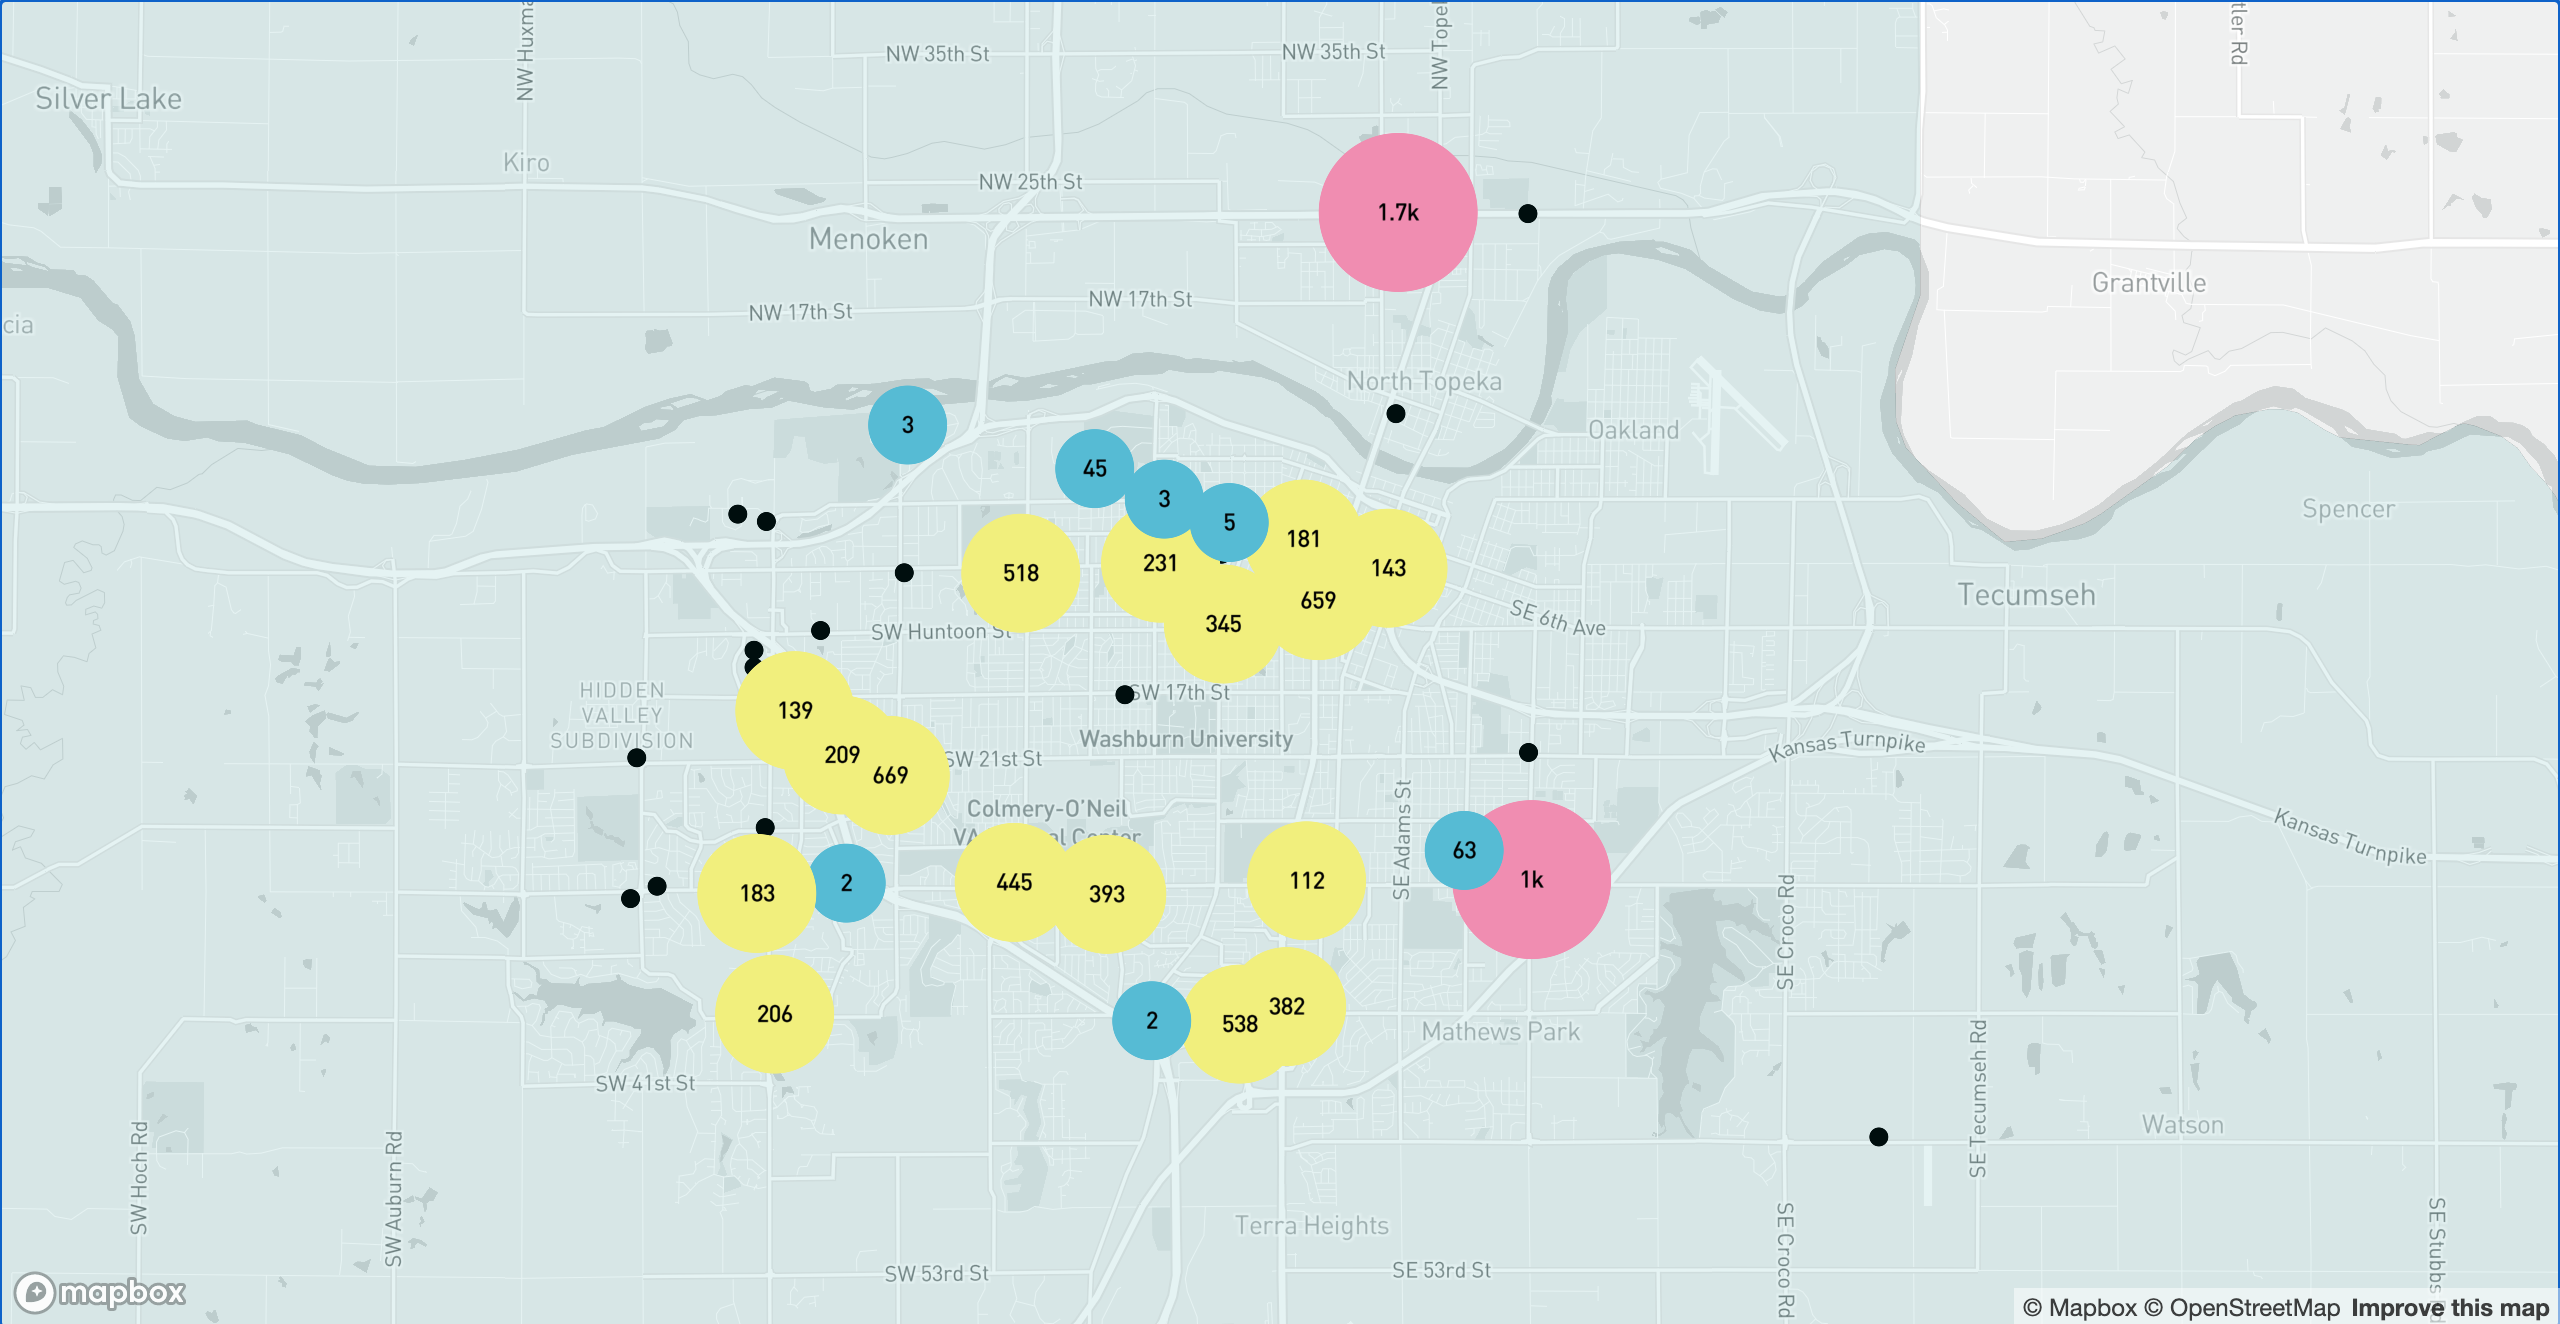 NW Huxma
NW Topel
tler Rd
NW 35th St
NW 35th St
Silver Lake
Kiro
NW 25th St
1.7k
Menoken
Grantville
NW 17th St
NW 17th St
cia
North Topeka
3
Oakland
45
3
5
Spencer
181
518
231
143
Tecumseh
659
SE 6th Ave
345
SW Huntoon St
HIDDEN
VALLEY
SUBDIVISION
SW 17th St
139
Washburn University
Kansas Turnpike
209
SW 21st St
669
Colmery-O'Neil
SE Adams St
Kansas Turnpike
63
445
2
112
1k
183
393
SE Croco Rd
382
206
2
538
Mathews Park
SW 41st St
SE Tecumseh Rd
Watson
SW Hoch Rd
SW Auburn Rd
Terra Heights
SE Croco Rd
SE Stubbs
SW 53rd St
SE 53rd St
mapbox
© Mapbox © OpenStreetMap Improve this map